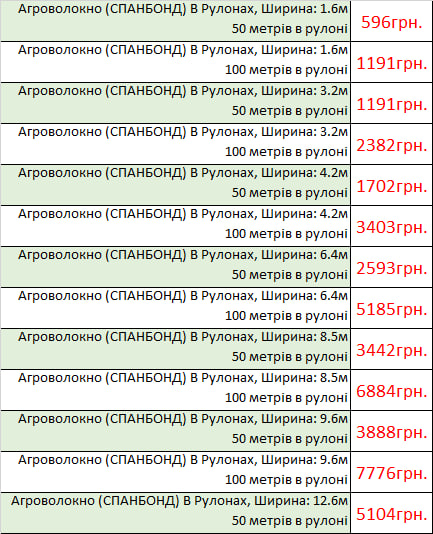 Агроволокно (СПАНБОНД) В Рулонах, Ширина: 1.6м
50 метрів в рулоні
596грн.
Агроволокно (СПАНБОНД) В Рулонах, Ширина: 1.6м
100 метрів в рулоні
1191грн.
Агроволокно (СПАНБОНД) В Рулонах, Ширина: 3.2м
50 метрів в рулоні
1191грн.
Агроволокно (СПАНБОНД) В Рулонах, Ширина: 3.2м
100 метрів в рулоні
2382грн.
Агроволокно (СПАНБОНД) В Рулонах, Ширина: 4.2м
50 метрів в рулоні
1702грн.
Агроволокно (СПАНБОНД) В Рулонах, Ширина: 4.2м
100 метрів в рулоні
3403грн.
Агроволокно (СПАНБОНД) В Рулонах, Ширина: 6.4м
50 метрів в рулоні
2593грн.
Агроволокно (СПАНБОНД) В Рулонах, Ширина: 6.4м
100 метрів в рулоні
5185грн.
Агроволокно (СПАНБОНД) В Рулонах, Ширина: 8.5м
50 метрів в рулоні
3442грн.
Агроволокно (СПАНБОНД) В Рулонах, Ширина: 8.5м
100 метрів в рулоні
6884грн.
Агроволокно (СПАНБОНД) В Рулонах, Ширина: 9.6м
50 метрів в рулоні
3888грн.
Агроволокно (СПАНБОНД) В Рулонах, Ширина: 9.6м
100 метрів в рулоні
7776грн.
Агроволокно (СПАНБОНД) В Рулонах, Ширина: 12.6м
50 метрів в рулоні
5104грн.